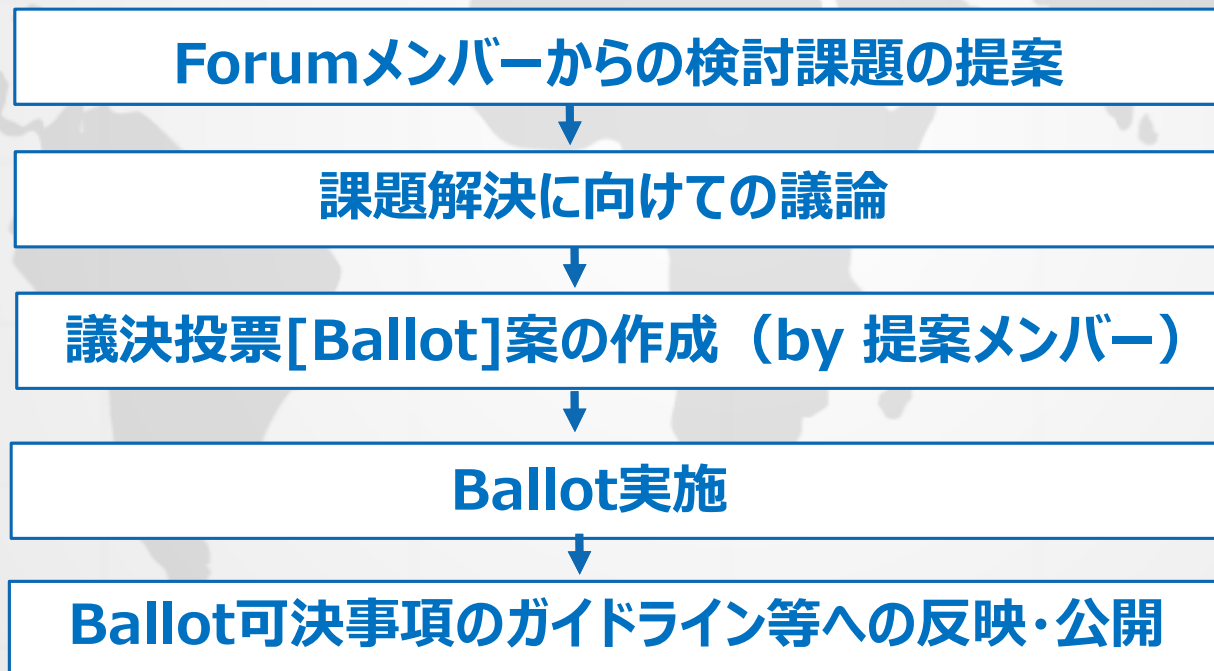 Forumメンバーからの検討課題の提案
課題解決に向けての議論
議決投票[Ballot]案の作成（by 提案メンバー）
Ballot実施
Ballot可決事項のガイドライン等への反映・公開